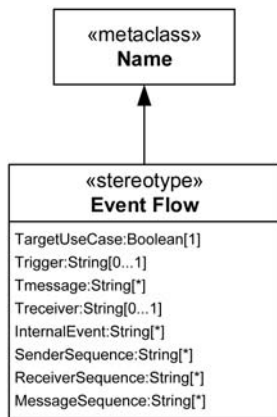 «metaclass»
Name
«stereotype»
Event Flow
TargetUseCase:Boolean[1]
Trigger:String[0...1]
Tmessage:String[*]
Treceiver:String[0...1]
InternalEvent:String[*]
SenderSequence:String[*]
ReceiverSequence:String[*]
MessageSequence:String[*]